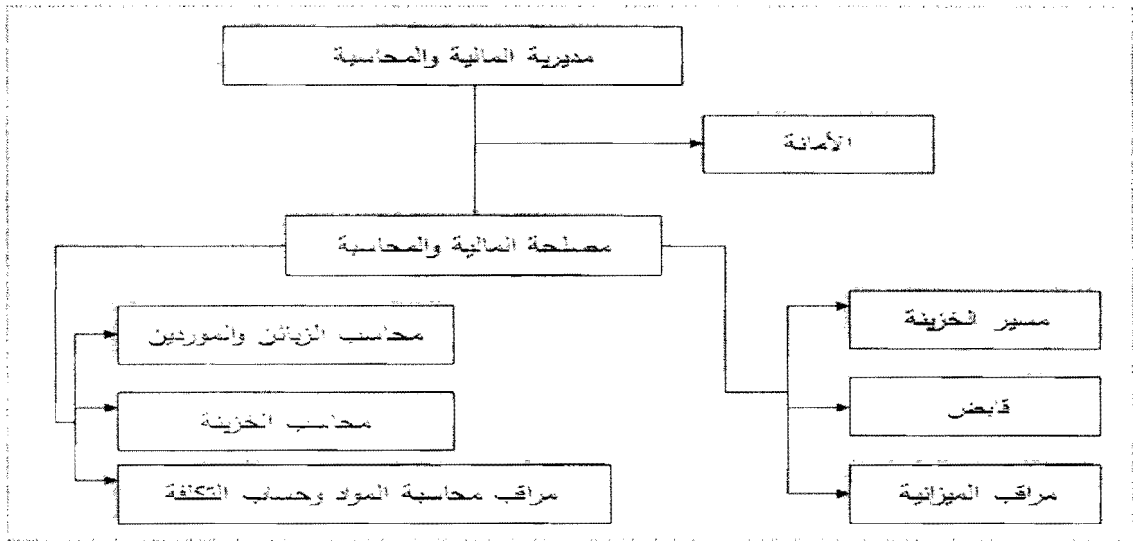 مديرية المالية والمحاسبة
الأمانة
مصلحة المالية والمحاسبة
مسير الخزينة
قابض
مراقب الميزانية
محاسب الزبائن والموردين
محاسب الخزينة
مراقب محاسبة المواد وحساب التكلفة